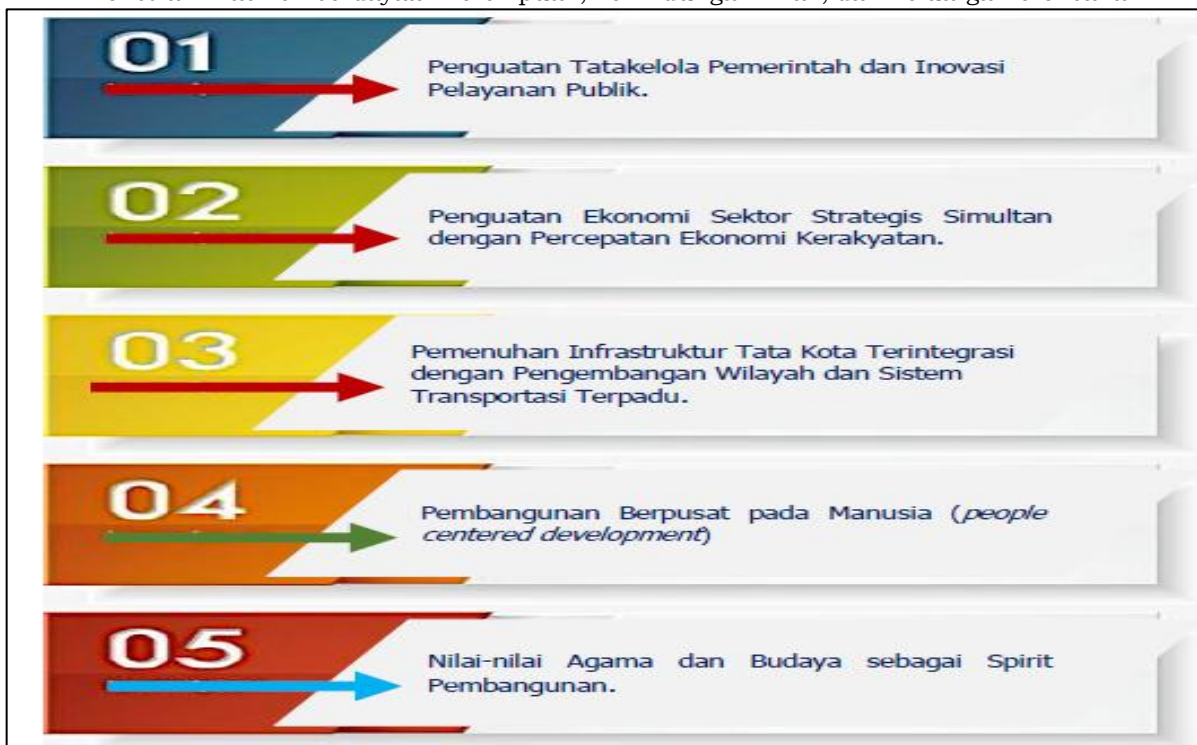 01
Penguatan Tatakelola Pemerintah dan Inovasi
Pelayanan Publik.
02
Penguatan Ekonomi Sektor Strategis Simultan
dengan Percepatan Ekonomi Kerakyatan.
03
Pemenuhan Infrastruktur Tata Kota Terintegrasi
dengan Pengembangan Wilayah dan Sistem
Transportasi Terpadu.
04
Pembangunan Berpusat pada Manusia (people
centered development)
05
Nilai-nilai Agama dan Budaya sebagai Spirit
Pembangunan.